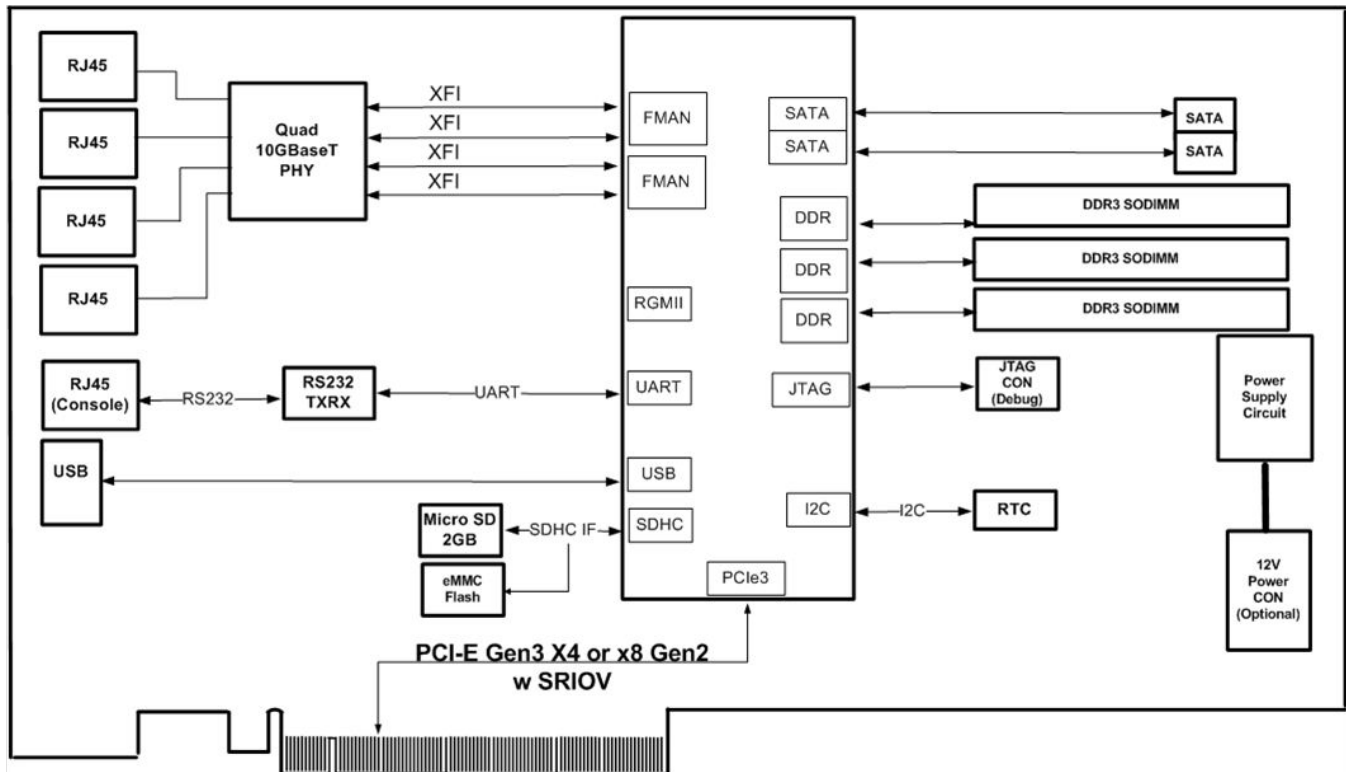 RJ45
RJ45
RJ45
RJ45
Quad
10GBaseT
PHY
XFI
XFI
XFI
XFI
FMAN
FMAN
RGMII
UART
USB
SDHC
PCIe3
SATA
SATA
DDR
DDR
DDR
JTAG
I2C
SATA
SATA
DDR3 SODIMM
DDR3 SODIMM
DDR3 SODIMM
RJ45
(Console)
RS232
RS232
TXRX
UART
USB
Micro SD
2GB
SDHC IF
eMMC
Flash
JTAG
CON
(Debug)
I2C
RTC
Power
Supply
Circuit
12V
Power
CON
(Optional)
PCI-E Gen3 X4 or x8 Gen2
w SRIOV